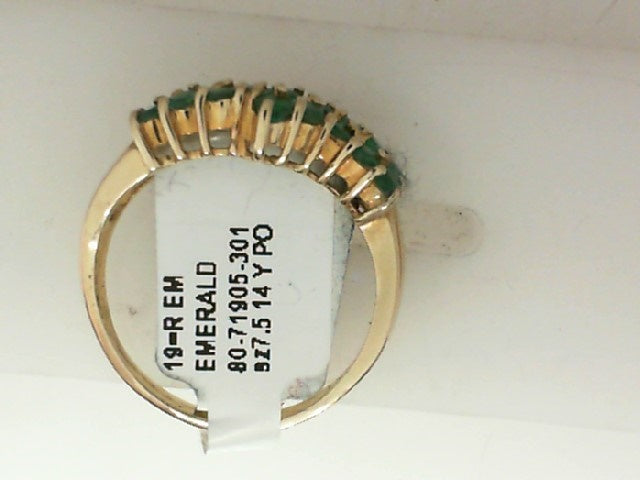 19=R EM
EMERALD
80-71905-301
sz7.5 14 Y PO